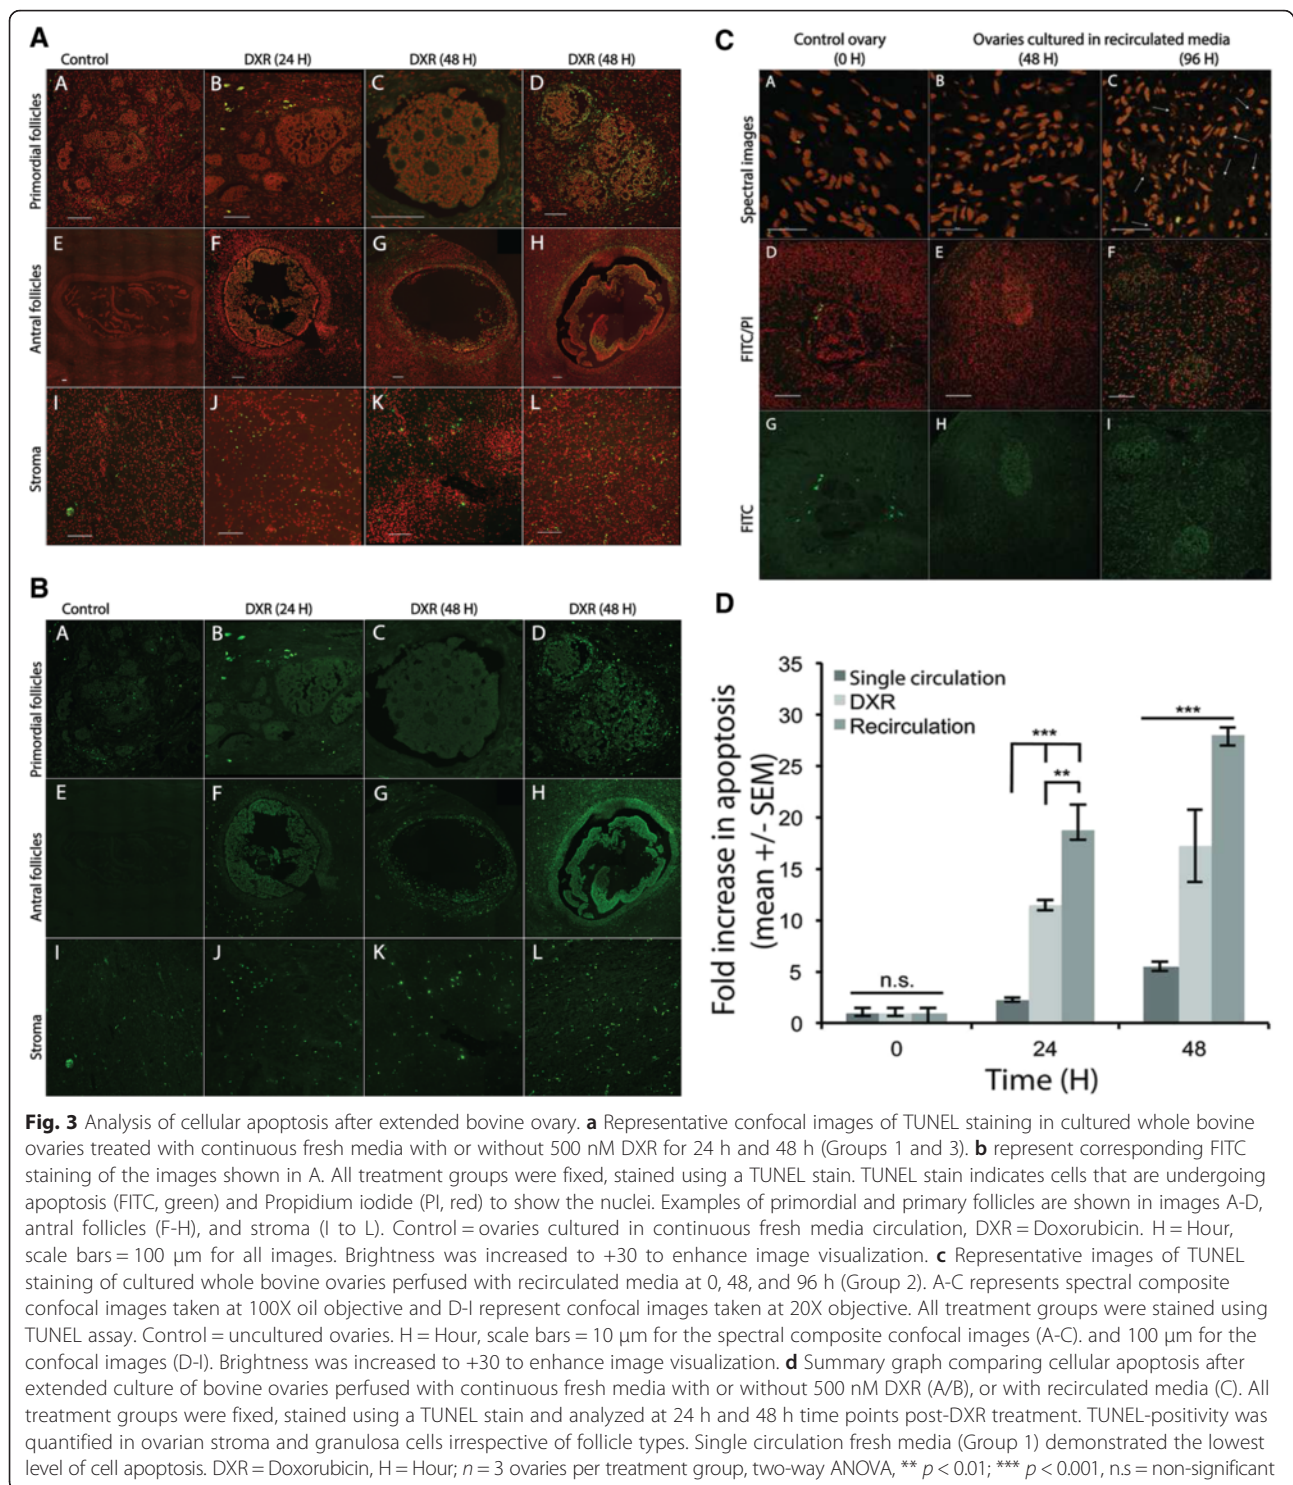 A
Control DXR (24 H) DXR (48 H) DXR (48 H)
Primordial follicles
A B C D
Antral follicles
E F G H
Stroma
I J K L
B
Control DXR (24 H) DXR (48 H) DXR (48 H)
Primordial follicles
A B C D
Antral follicles
E F G H
Stroma
I J K L
C
Control ovary Ovaries cultured in recirculated media
(0 H) (48 H) (96 H)
Spectral images
A B C
FITC/PI
D E F
FITC
G H I
D
Fold increase in apoptosis
(mean +/- SEM)
35
30
25
20
15
10
5
0
Single circulation
DXR
Recirculation
n.s.
***
**
***
0 24 48
Time (H)
Fig. 3 Analysis of cellular apoptosis after extended bovine ovary. a Representative confocal images of TUNEL staining in cultured whole bovine
ovaries treated with continuous fresh media with or without 500 nM DXR for 24 h and 48 h (Groups 1 and 3). b represent corresponding FITC
staining of the images shown in A. All treatment groups were fixed, stained using a TUNEL stain. TUNEL stain indicates cells that are undergoing
apoptosis (FITC, green) and Propidium iodide (PI, red) to show the nuclei. Examples of primordial and primary follicles are shown in images A-D,
antral follicles (F-H), and stroma (I to L). Control = ovaries cultured in continuous fresh media circulation, DXR = Doxorubicin. H = Hour,
scale bars = 100 μm for all images. Brightness was increased to +30 to enhance image visualization. c Representative images of TUNEL
staining of cultured whole bovine ovaries perfused with recirculated media at 0, 48, and 96 h (Group 2). A-C represents spectral composite
confocal images taken at 100X oil objective and D-I represent confocal images taken at 20X objective. All treatment groups were stained using
TUNEL assay. Control = uncultured ovaries. H = Hour, scale bars = 10 μm for the spectral composite confocal images (A-C). and 100 μm for the
confocal images (D-I). Brightness was increased to +30 to enhance image visualization. d Summary graph comparing cellular apoptosis after
extended culture of bovine ovaries perfused with continuous fresh media with or without 500 nM DXR (A/B), or with recirculated media (C). All
treatment groups were fixed, stained using a TUNEL stain and analyzed at 24 h and 48 h time points post-DXR treatment. TUNEL-positivity was
quantified in ovarian stroma and granulosa cells irrespective of follicle types. Single circulation fresh media (Group 1) demonstrated the lowest
level of cell apoptosis. DXR = Doxorubicin, H = Hour; n = 3 ovaries per treatment group, two-way ANOVA, ** p < 0.01; *** p < 0.001, n.s = non-significant